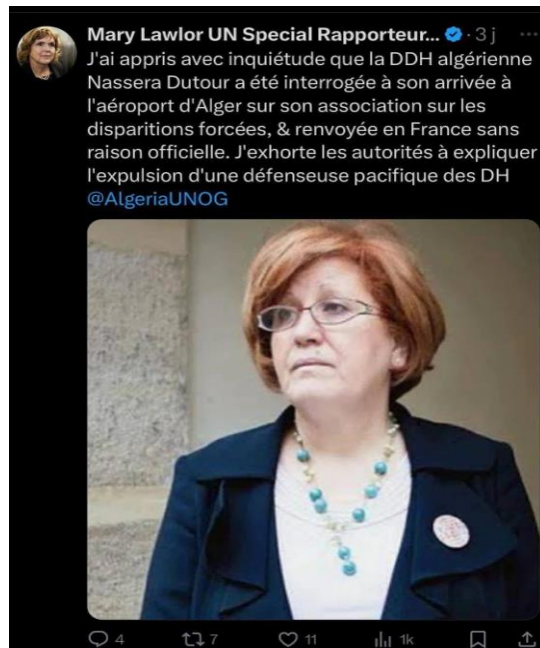 Mary Lawlor UN Special Rapporteur... · 3 j ...
J'ai appris avec inquiétude que la DDH algérienne
Nassera Dutour a été interrogée à son arrivée à
l'aéroport d'Alger sur son association sur les
disparitions forcées, & renvoyée en France sans
raison officielle. J'exhorte les autorités à expliquer
l'expulsion d'une défenseuse pacifique des DH
@AlgeriaUNOG
4 7 11 1k